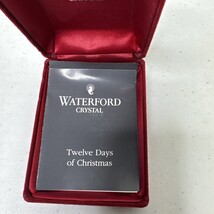 WATERFORD
CRYSTAL
Twelve Days
of Christmas